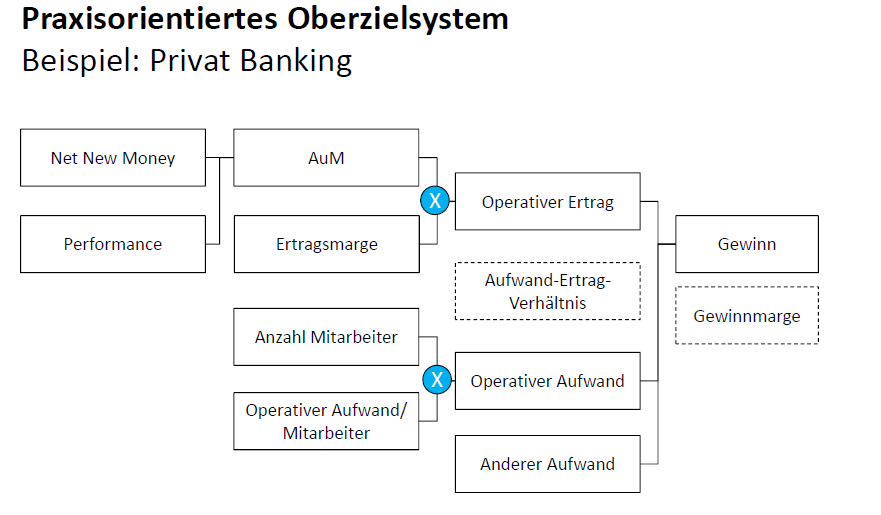 Praxisorientiertes Oberzielsystem
Beispiel: Privat Banking
Net New Money
AuM
Performance
Ertragsmarge
X
Operativer Ertrag
Gewinn
Aufwand-Ertrag-
Verhältnis
Gewinnmarge
Anzahl Mitarbeiter
X
Operativer Aufwand
Operativer Aufwand/
Mitarbeiter
Anderer Aufwand